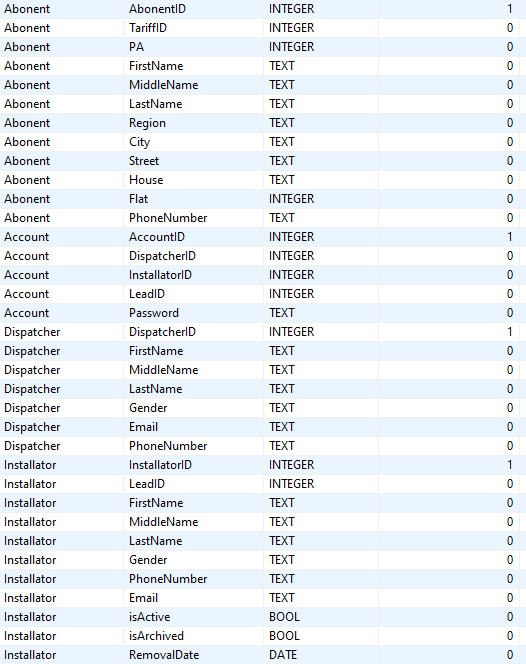 Abonent AbonentID INTEGER 1
Abonent TariffID INTEGER 0
Abonent PA INTEGER 0
Abonent FirstName TEXT 0
Abonent MiddleName TEXT 0
Abonent LastName TEXT 0
Abonent Region TEXT 0
Abonent City TEXT 0
Abonent Street TEXT 0
Abonent House TEXT 0
Abonent Flat INTEGER 0
Abonent PhoneNumber TEXT 0
Account AccountID INTEGER 1
Account DispatcherID INTEGER 0
Account InstallatorID INTEGER 0
Account LeadID INTEGER 0
Account Password TEXT 0
Dispatcher DispatcherID INTEGER 1
Dispatcher FirstName TEXT 0
Dispatcher MiddleName TEXT 0
Dispatcher LastName TEXT 0
Dispatcher Gender TEXT 0
Dispatcher Email TEXT 0
Dispatcher PhoneNumber TEXT 0
Installator InstallatorID INTEGER 1
Installator LeadID INTEGER 0
Installator FirstName TEXT 0
Installator MiddleName TEXT 0
Installator LastName TEXT 0
Installator Gender TEXT 0
Installator PhoneNumber TEXT 0
Installator Email TEXT 0
Installator isActive BOOL 0
Installator isArchived BOOL 0
Installator RemovalDate DATE 0